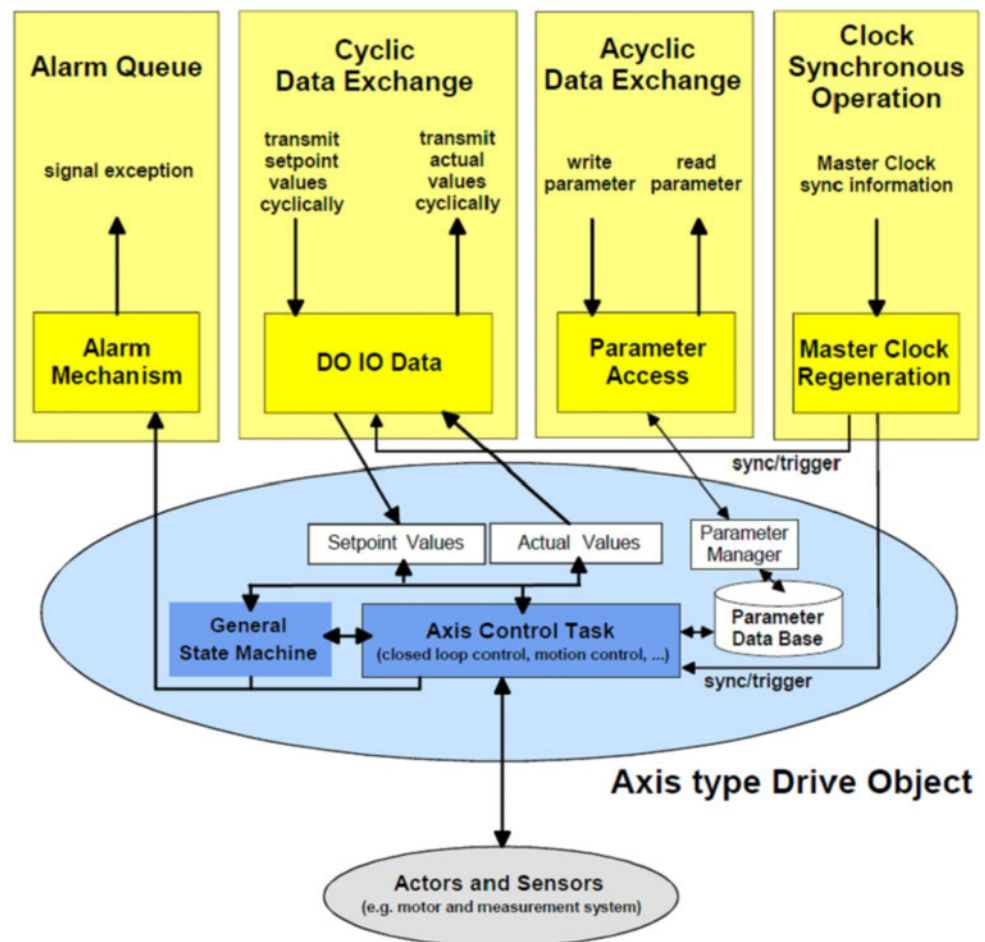 Alarm Queue
signal exception
Alarm
Mechanism
Cyclic
Data Exchange
transmit
setpoint
values
cyclically
transmit
actual
values
cyclically
DO IO Data
Acyclic
Data Exchange
write
parameter
read
parameter
Parameter
Access
Clock
Synchronous
Operation
Master Clock
sync information
Master Clock
Regeneration
sync/trigger
Setpoint Values
Actual Values
Parameter
Manager
General
State Machine
Axis Control Task
(closed loop control, motion control, ...)
Parameter
Data Base
sync/trigger
Axis type Drive Object
Actors and Sensors
(e.g. motor and measurement system)